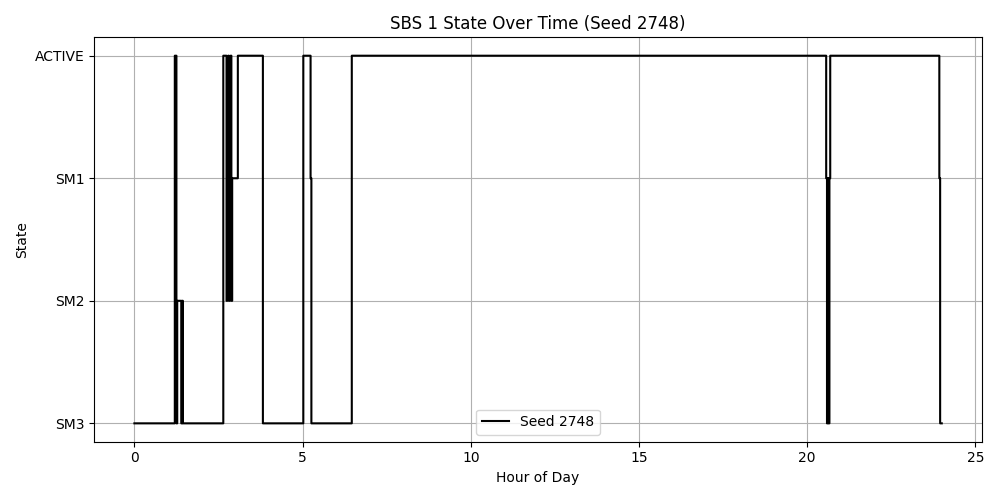 SBS 1 State Over Time (Seed 2748)
ACTIVE
SM1
SM2
SM3
State
Seed 2748
0 5 10 15 20 25
Hour of Day